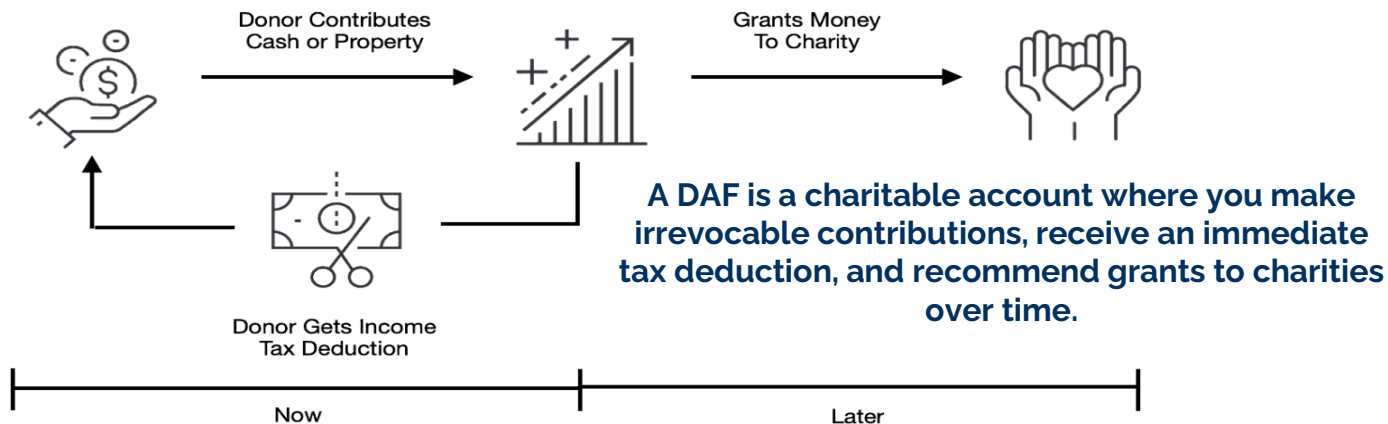 Donor Contributes
Cash or Property
Grants Money
To Charity
$
A DAF is a charitable account where you make
irrevocable contributions, receive an immediate
tax deduction, and recommend grants to charities
over time.
Donor Gets Income
Tax Deduction
Now
Later